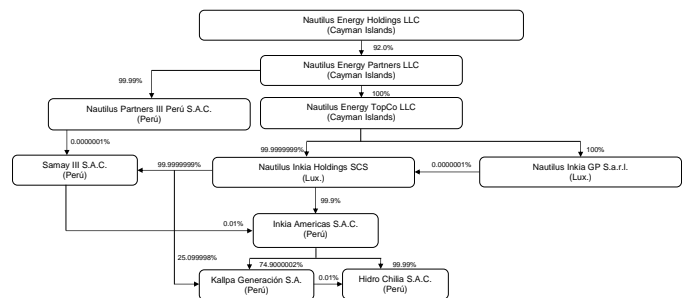 Nautilus Energy Holdings LLC
(Cayman Islands)
92.0%
Nautilus Energy Partners LLC
(Cayman Islands)
99.99%
100%
Nautilus Partners III Perú S.A.C.
(Perú)
Nautilus Energy TopCo LLC
(Cayman Islands)
0.0000001%
99.9999999%
100%
Samay III S.A.C.
(Perú)
99.9999999%
Nautilus Inkia Holdings SCS
(Lux.)
0.0000001%
Nautilus Inkia GP S.a.r.l.
(Lux.)
99.9%
0.01%
Inkia Americas S.A.C.
(Perú)
25.099998%
74.9000002%
99.99%
Kallpa Generación S.A.
(Perú)
0.01%
Hidro Chilia S.A.C.
(Perú)